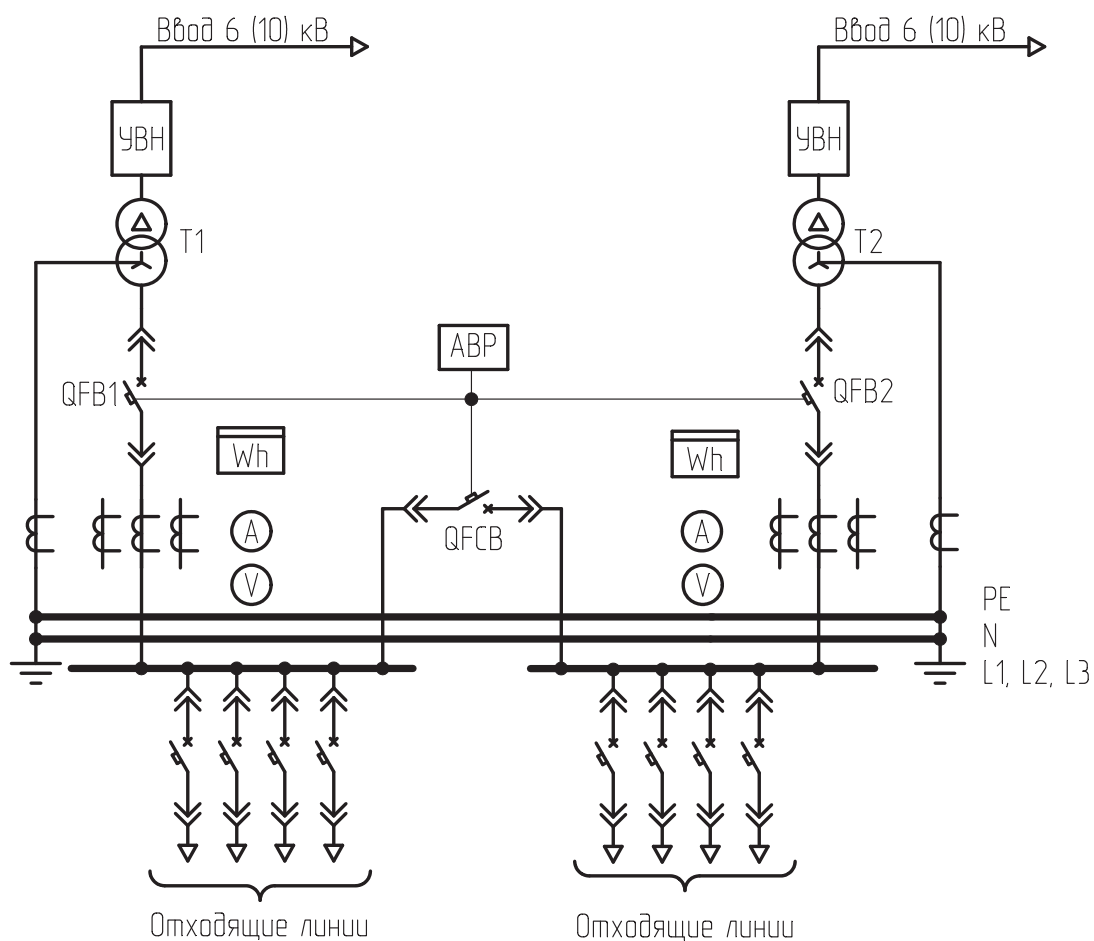 Ввод 6 (10) кВ
Ввод 6 (10) кВ
УВН
УВН
T1
T2
АВР
QFB1
QFB2
Wh
Wh
A
QFCB
A
V
V
PE
N
L1, L2, L3
Отходящие линии
Отходящие линии